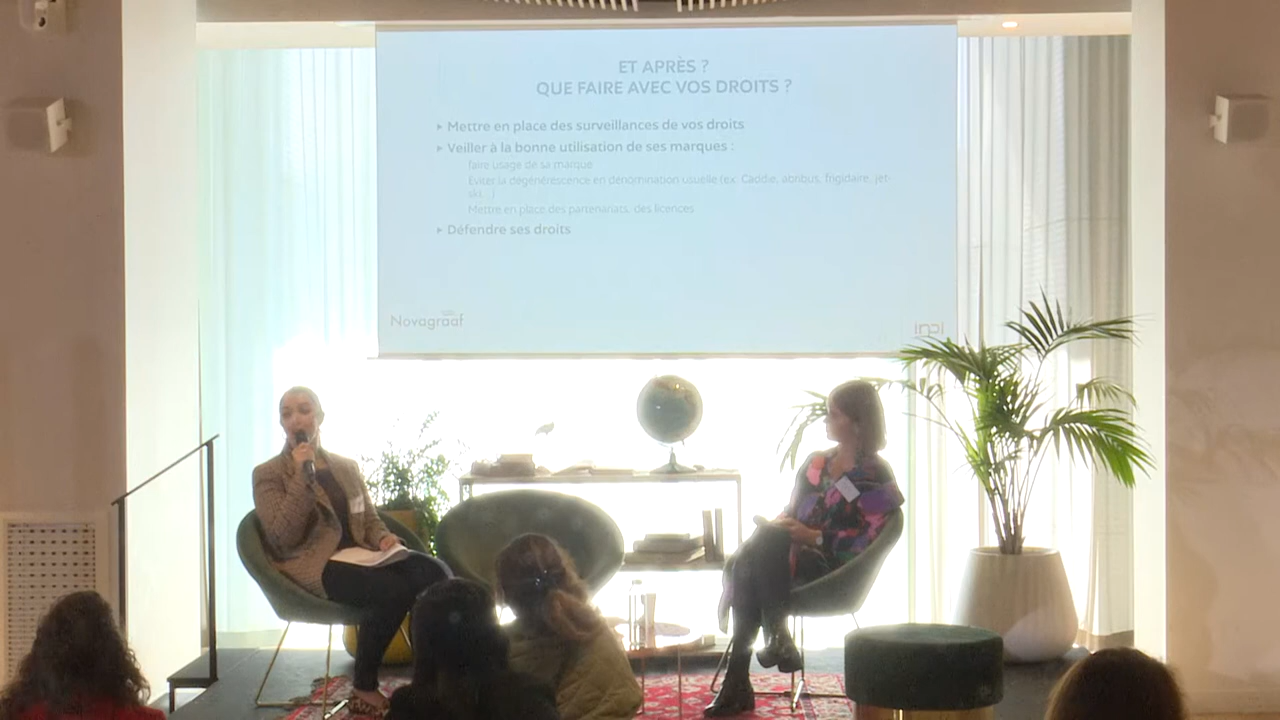 ET APRÈS ?
QUE FAIRE AVEC VOS DROITS ?
▸ Mettre en place des surveillances de vos droits
▸ Veiller à la bonne utilisation de ses marques :
faire usage de sa marque
Eviter la dégénérescence en dénomination usuelle (ex. Caddie, abribus, frigidaire, jet-
ski...)
Mettre en place des partenariats, des licences
▸ Défendre ses droits
Novagraaf
inpi